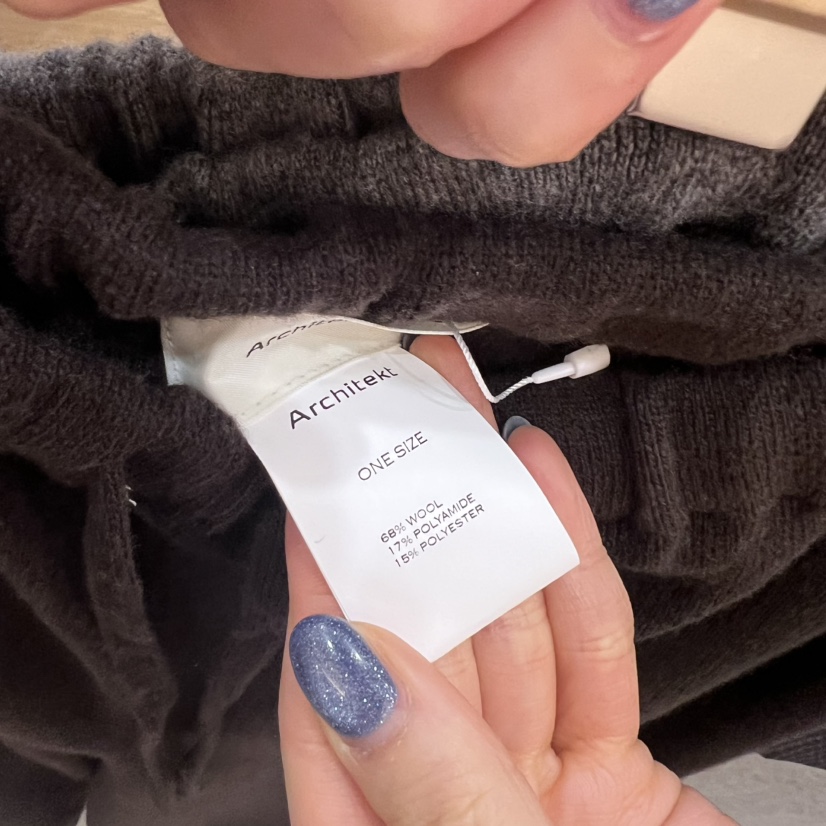 Architekt
ONE SIZE
68% WOOL
17% POLYAMIDE
15% POLYESTER